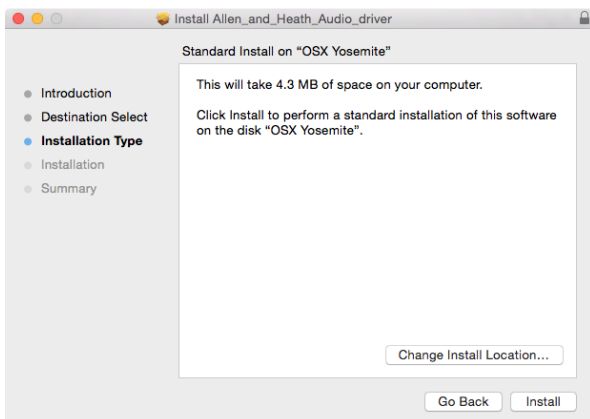 Install Allen_and_Heath_Audio_driver
Standard Install on “OSX Yosemite”
Introduction
Destination Select
Installation Type
Installation
Summary
This will take 4.3 MB of space on your computer.
Click Install to perform a standard installation of this software
on the disk “OSX Yosemite”.
Change Install Location...
Go Back
Install